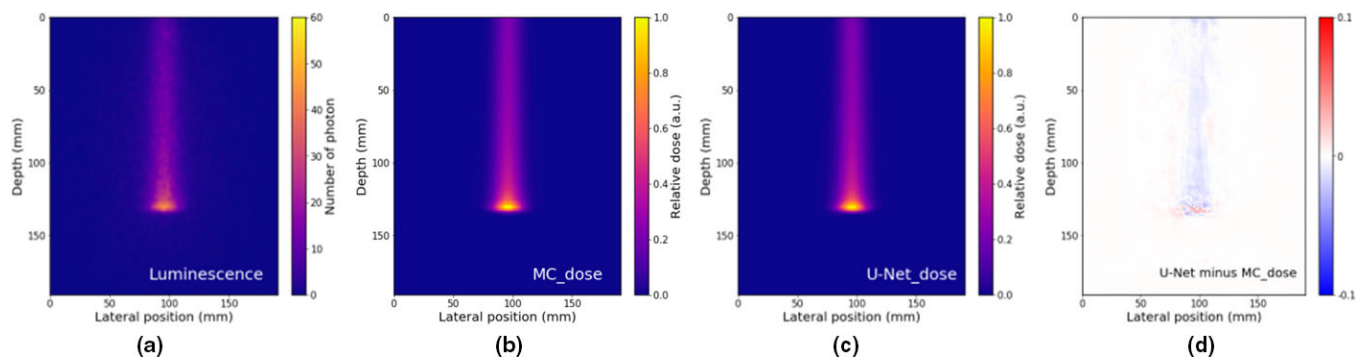 0
50
100
150
Depth (mm)
0 50 100 150
Lateral position (mm)
Luminescence
60
50
40
30
20
10
0
Number of photon
(a)
0
50
100
150
Depth (mm)
0 50 100 150
Lateral position (mm)
MC_dose
1.0
0.8
0.6
0.4
0.2
0.0
Relative dose (a.u.)
(b)
0
50
100
150
Depth (mm)
0 50 100 150
Lateral position (mm)
U-Net_dose
1.0
0.8
0.6
0.4
0.2
0.0
Relative dose (a.u.)
(c)
0
50
100
150
Depth (mm)
0 50 100 150
Lateral position (mm)
U-Net minus MC_dose
0.1
0
-0.1
(d)